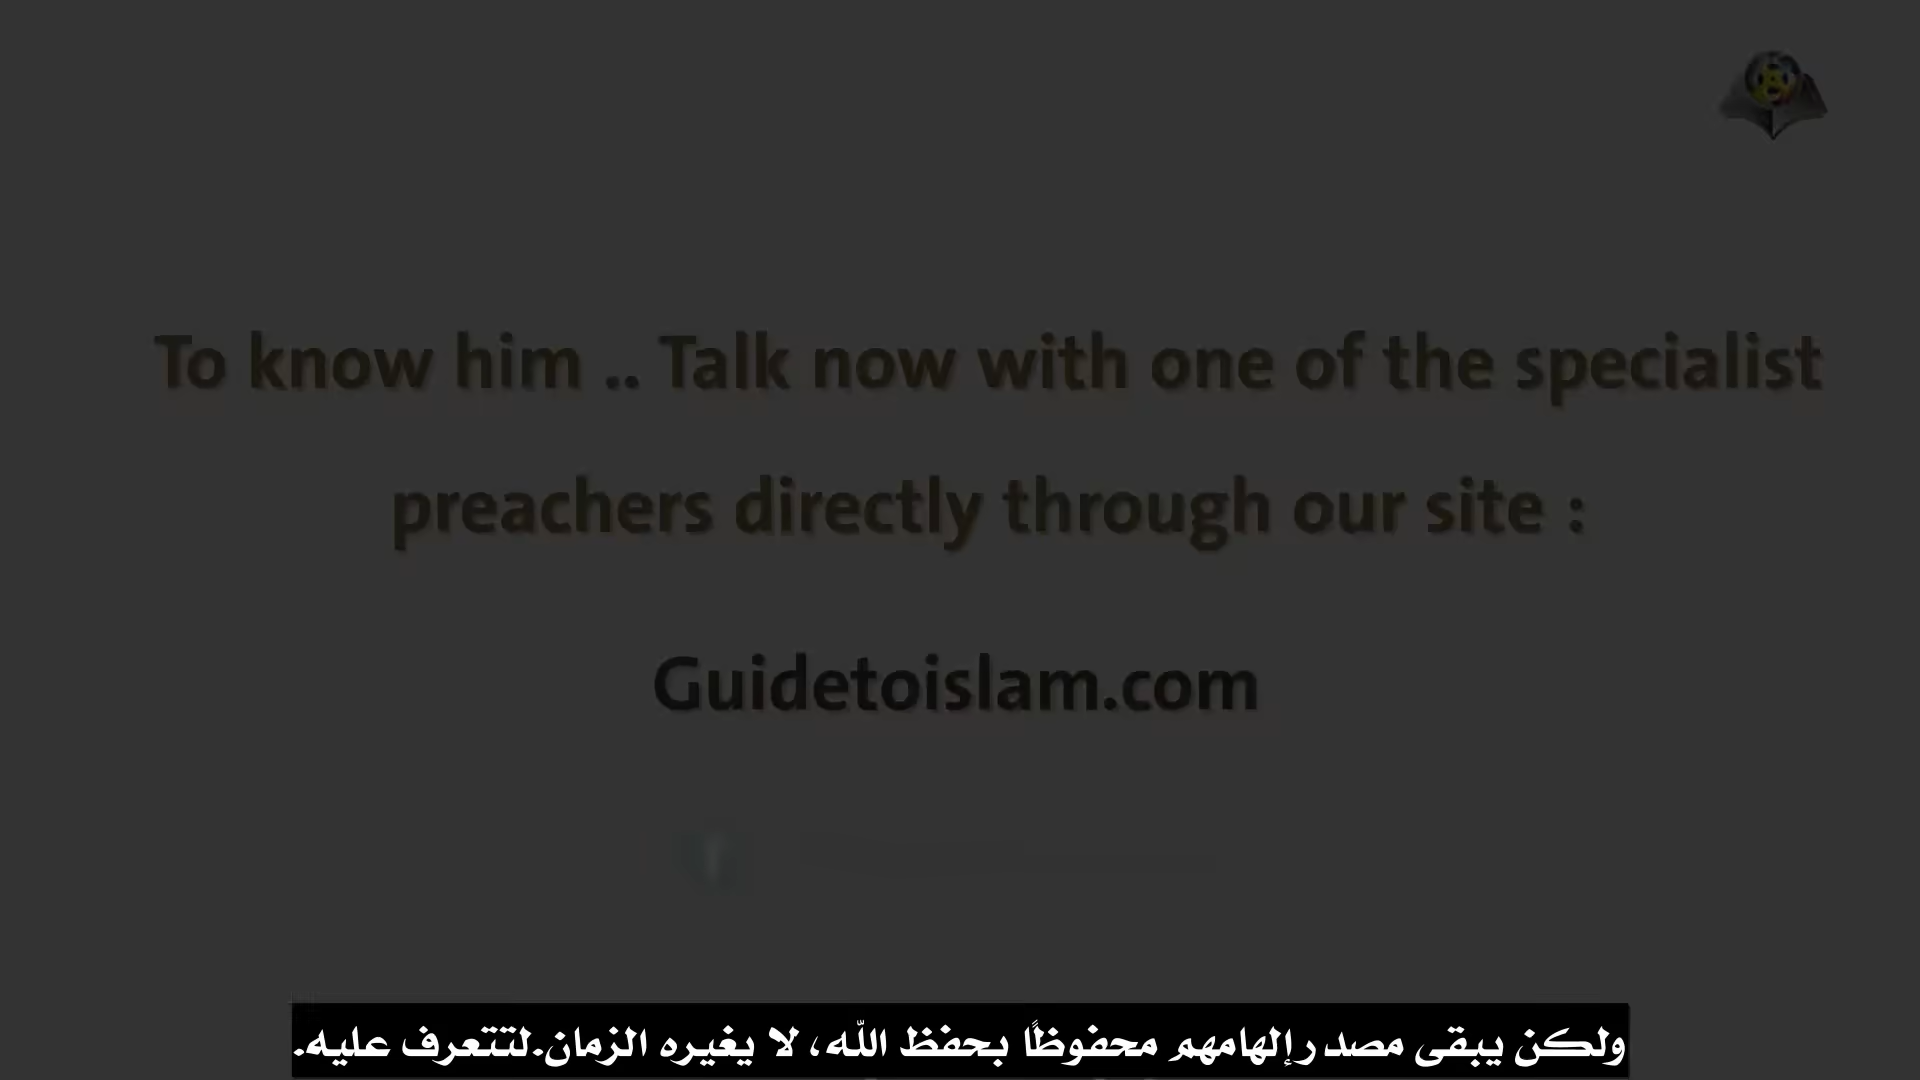 To know him .. Talk now with one of the specialist
preachers directly through our site :
Guidetoislam.com
ولكن يبقى مصدر إلهامهم محفوظًا بحفظ الله، لا يغيره الزمان.لتتعرف عليه.